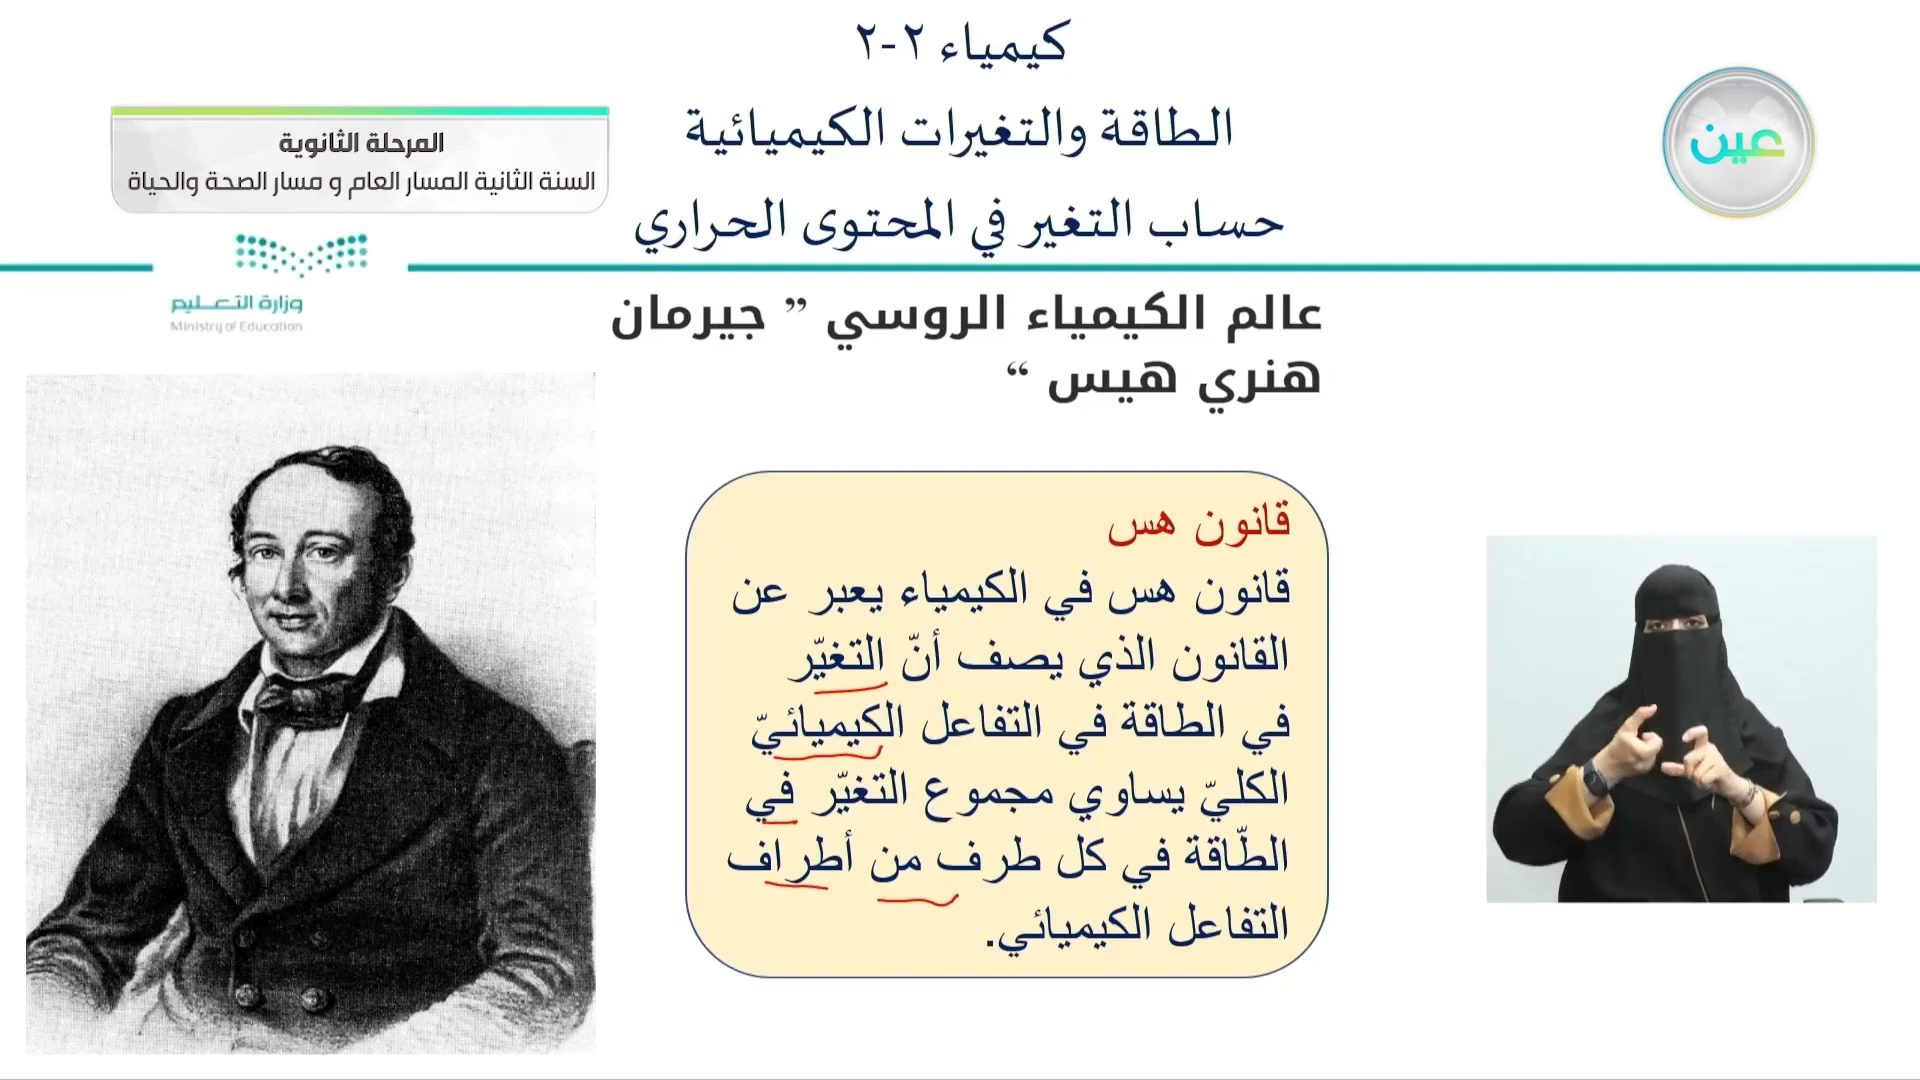 كيمياء ٢-٢
الطاقة والتغيرات الكيميائية
حساب التغير في المحتوى الحراري
المرحلة الثانوية
السنة الثانية المسار العام و مسار الصحة والحياة
عين
وزارة التعليم
Ministry of Education
عالم الكيمياء الروسي ” جيرمان
هنري هيس “
قانون هس
قانون هس في الكيمياء يعبر عن
القانون الذي يصف أنّ التغيّر
في الطاقة في التفاعل الكيميائيّ
الكليّ يساوي مجموع التغيّر في
الطّاقة في كل طرف من أطراف
التفاعل الكيميائي.